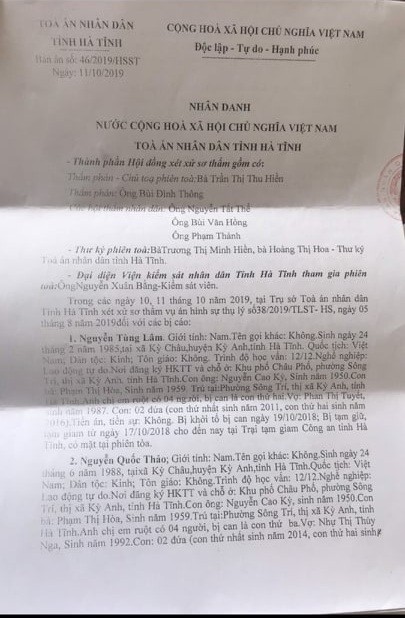 TOÀ ÁN NHÂN DÂN
TỈNH HÀ TĨNH
Bản án số: 46/2019/HSST
Ngày: 11/10/2019
CỘNG HOÀ XÃ HỘI CHỦ NGHĨA VIỆT NAM
Độc lập - Tự do - Hạnh phúc
NHÂN DANH
NƯỚC CỘNG HOÀ XÃ HỘI CHỦ NGHĨA VIỆT NAM
TOÀ ÁN NHÂN DÂN TỈNH HÀ TĨNH
- Thành phần Hội đồng xét xử sơ thẩm gồm có:
Thẩm phán - Chủ toạ phiên toà:Bà Trần Thị Thu Hiền
Thẩm phán: Ông Bùi Đình Thông
Các hội thẩm nhân dân: Ông Nguyễn Tất Thế
Ông Bùi Văn Hồng
Ông Phạm Thành
- Thư ký phiên toà:BàTrương Thị Minh Hiền, bà Hoàng Thị Hoa - Thư ký
Toà án nhân dân tỉnh Hà Tĩnh.
- Đại diện Viện kiểm sát nhân dân Tỉnh Hà Tĩnh tham gia phiên
toà:ÔngNguyễn Xuân Bằng-Kiểm sát viên.
Trong các ngày 10, 11 tháng 10 năm 2019, tại Trụ sở Toà án nhân dân
Tỉnh Hà Tĩnh xét xử sơ thẩm vụ án hình sự thụ lý số38/2019/TLST- HS, ngày 05
tháng 8 năm 2019đối với các bị cáo:
1. Nguyễn Tùng Lâm. Giới tính: Nam.Tên gọi khác: Không.Sinh ngày 24
tháng 2 năm 1985,tại xã Kỳ Châu,huyện Kỳ Anh,tỉnh Hà Tĩnh. Quốc tịch: Việt
Nam; Dân tộc: Kinh; Tôn giáo: Không. Trình độ học vấn: 12/12.Nghề nghiệp:
Lao động tự do.Nơi đăng ký HKTT và chỗ ở: Khu phố Châu Phố, phường Sông
Trí, thị xã Kỳ Anh, tỉnh Hà Tĩnh.Con ông: Nguyễn Cao Kỳ, Sinh năm 1950.Con
bà: Phạm Thị Hòa, Sinh năm 1959. Trú tại:Phường Sông Trí, thị xã Kỳ Anh, tỉnh
Hà Tĩnh;Anh chị em ruột có 04 người, bị can là con thứ hai.Vợ: Phan Thị Tuyết,
sinh năm 1987. Con: 02 đứa (con thứ nhất sinh năm 2011, con thứ hai sinh năm
2016).Tiền án, tiền sự: Không. Bị khởi tố bị can ngày 19/10/2018; Bị tạm giữ,
tạm giam từ ngày 17/10/2018 cho đến nay tại Trại tạm giam Công an tỉnh Hà
Tĩnh, có mặt tại phiên tòa.
2. Nguyễn Quốc Thảo; Giới tính: Nam.Tên gọi khác: Không.Sinh ngày 24
tháng 6 năm 1988, tạixã Kỳ Châu,huyện Kỳ Anh,tỉnh Hà Tĩnh.Quốc tịch: Việt
Nam; Dân tộc: Kinh; Tôn giáo: Không.Trình độ học vấn: 12/12.Nghề nghiệp:
Lao động tự do.Nơi đăng ký HKTT và chỗ ở: Khu phố Châu Phố, phường Sông
Trí, thị xã Kỳ Anh, tỉnh Hà Tĩnh.Con ông: Nguyễn Cao Kỳ, sinh năm 1950.Con
bà: Phạm Thị Hòa, Sinh năm 1959.Trú tại:Phường Sông Trí, thị xã Kỳ Anh, tỉnh
Hà Tĩnh.Anh chị em ruột có 04 người, bị can là con thứ ba.Vợ: Như Thị Thúy
Nga, Sinh năm 1992.Con: 02 đứa (con thứ nhất sinh năm 2014, con thứ hai sinh